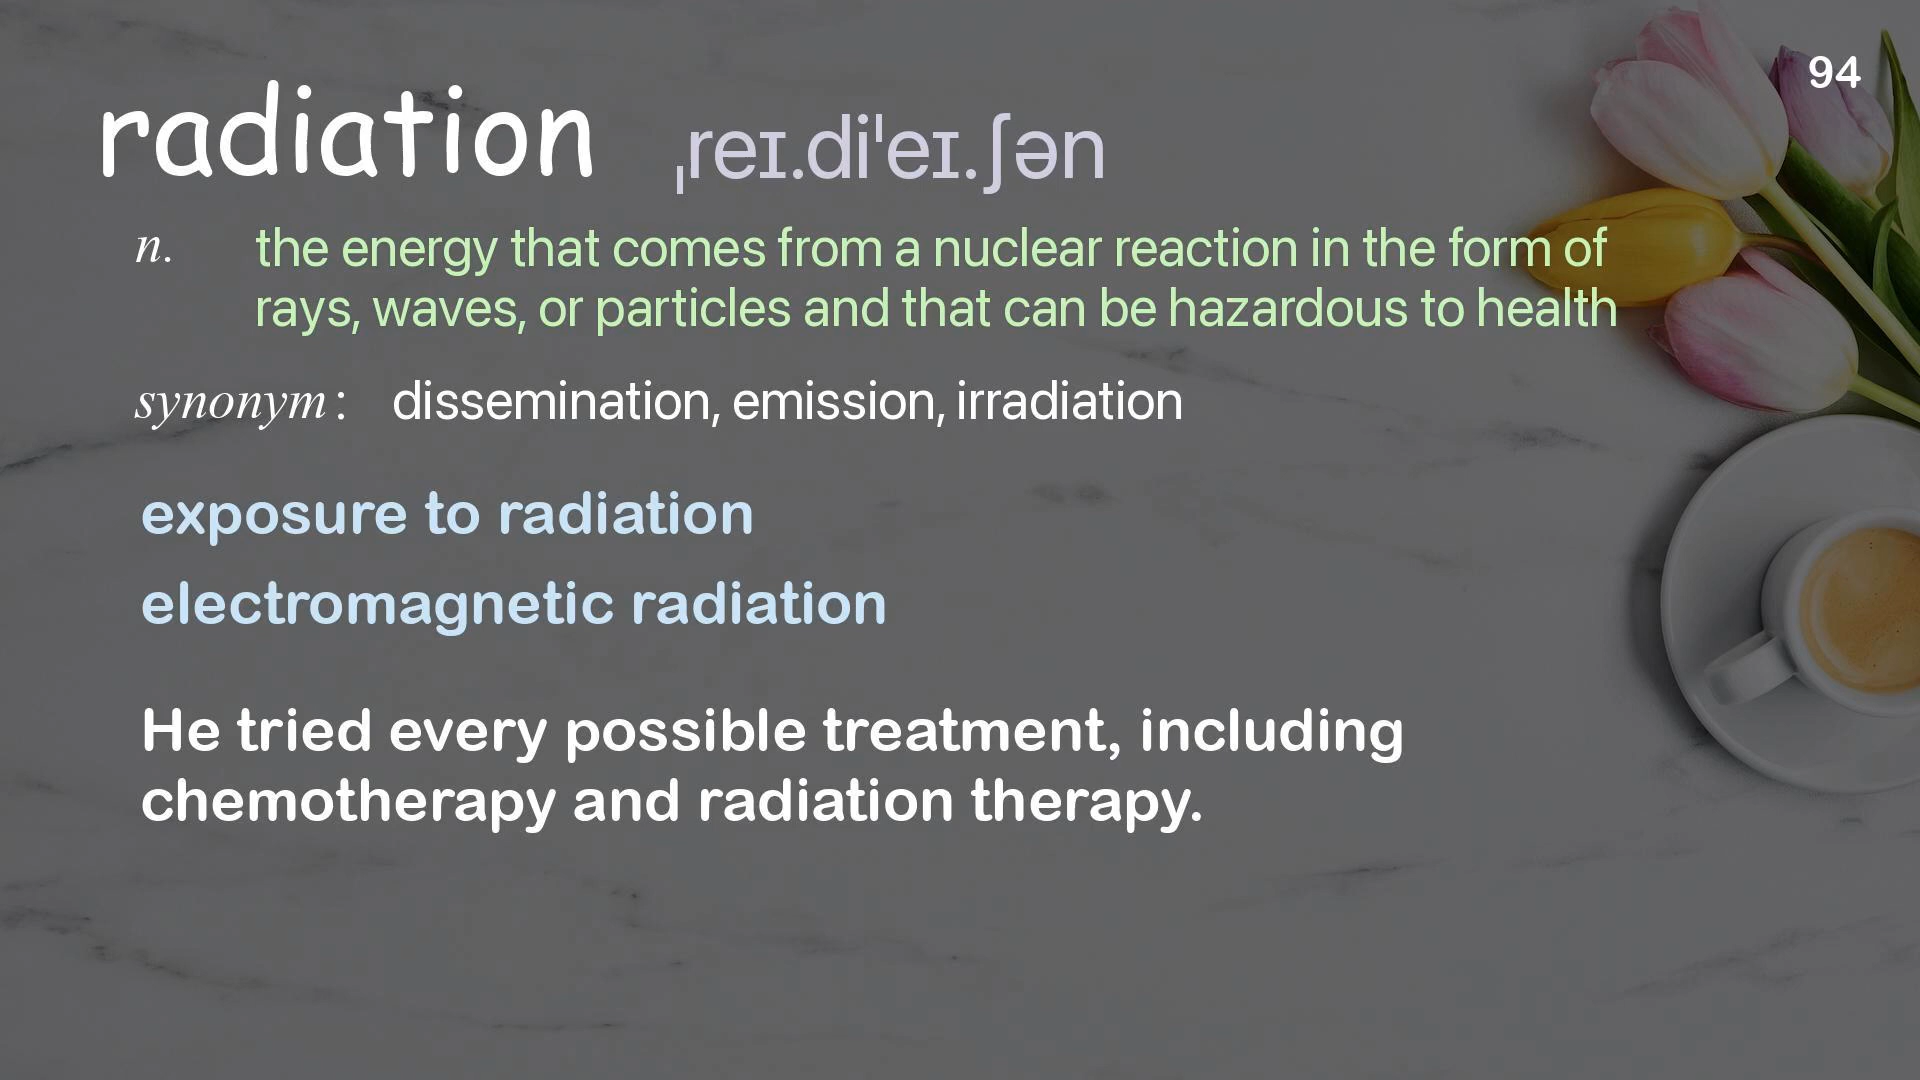 94
radiation ˌreɪ.diˈeɪ.ʃən
n. the energy that comes from a nuclear reaction in the form of
rays, waves, or particles and that can be hazardous to health
synonym : dissemination, emission, irradiation
exposure to radiation
electromagnetic radiation
He tried every possible treatment, including
chemotherapy and radiation therapy.